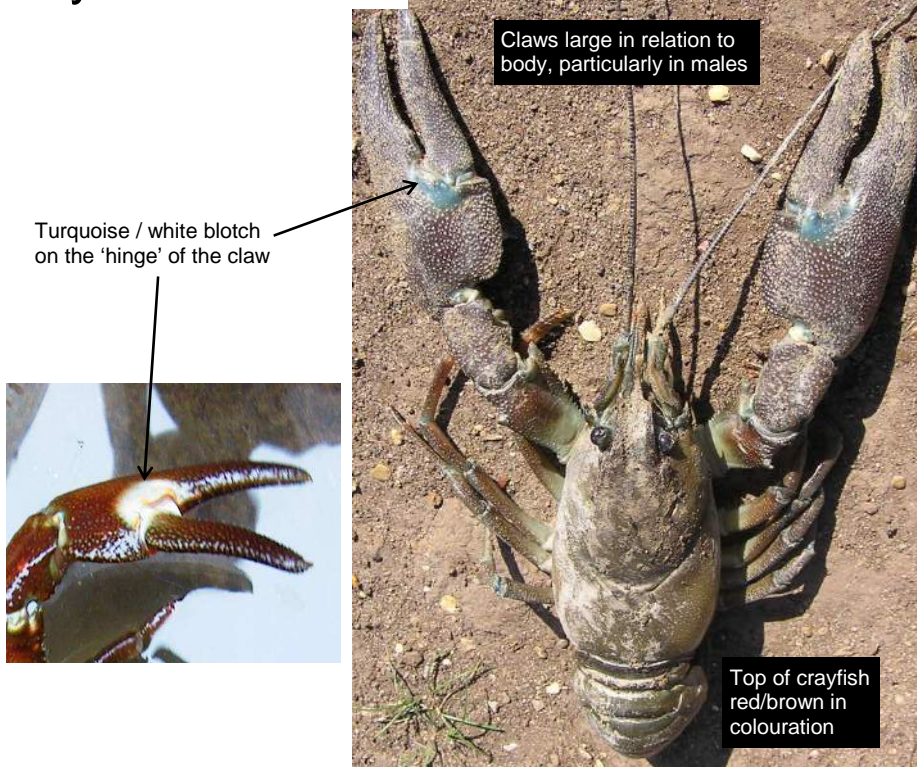 Claws large in relation to
body, particularly in males
Turquoise / white blotch
on the ‘hinge’ of the claw
Top of crayfish
red/brown in
colouration